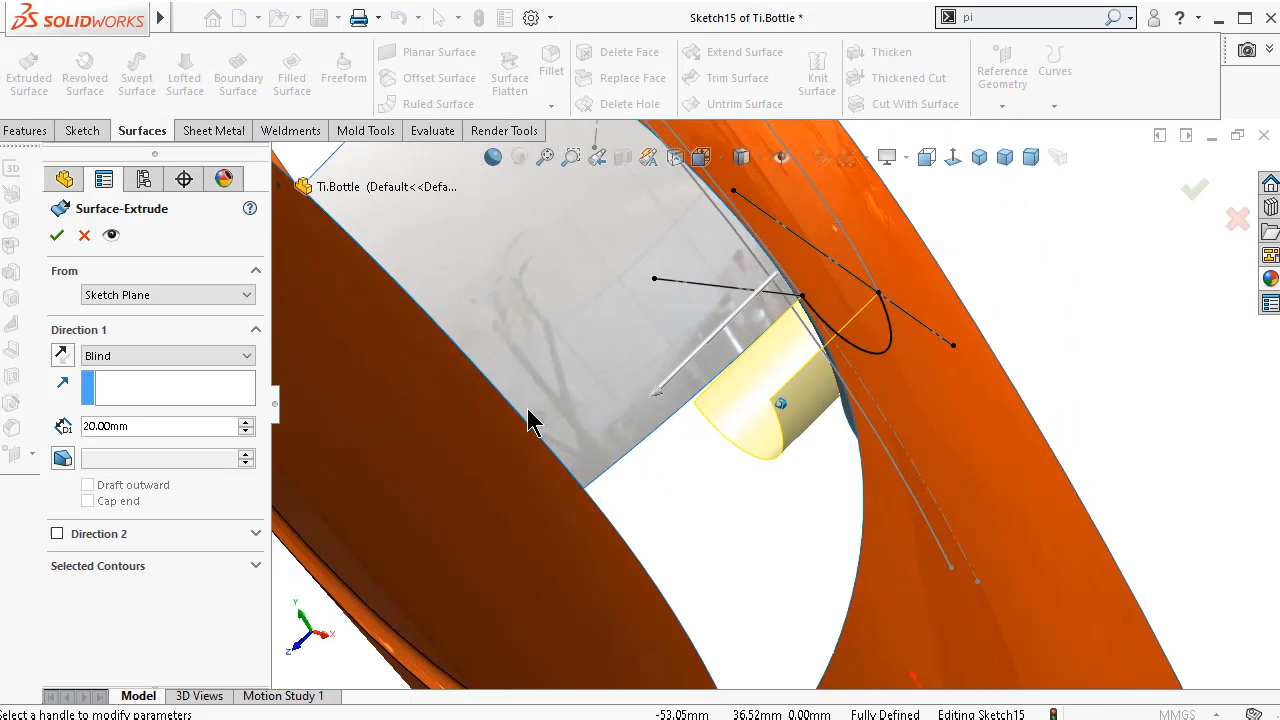 SOLIDWORKS
Sketch15 of Ti.Bottle *
pi
Extruded Surface
Revolved Surface
Swept Surface
Lofted Surface
Boundary Surface
Freeform
Planar Surface
Offset Surface
Ruled Surface
Surface Flatten
Fillet
Delete Face
Replace Face
Delete Hole
Extend Surface
Trim Surface
Untrim Surface
Knit Surface
Thicken
Thickened Cut
Cut With Surface
Reference Geometry
Curves
Features
Sketch
Surfaces
Sheet Metal
Weldments
Mold Tools
Evaluate
Render Tools
Ti.Bottle (Default<<Defa...
Surface-Extrude
From
Sketch Plane
Direction 1
Blind
20.00mm
Draft outward
Cap end
Direction 2
Selected Contours
Y
X
Z
Model
3D Views
Motion Study 1
Select a handle to modify parameters
-53.05mm
36.52mm 0.00mm
Fully Defined
Editing Sketch15
MMGS